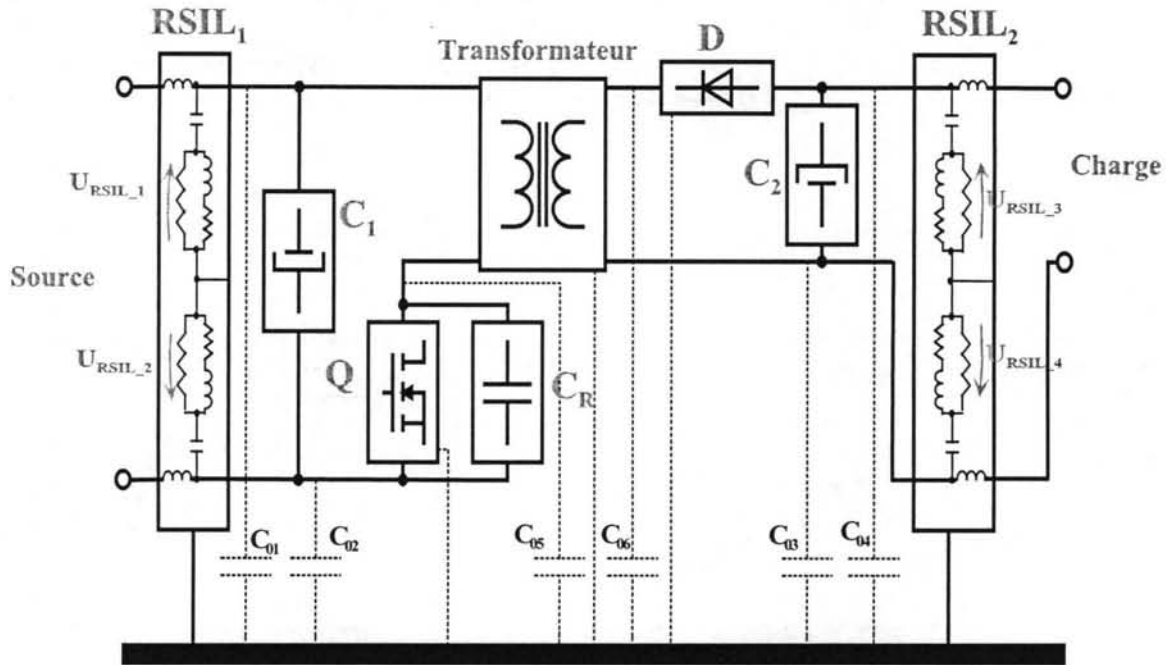 RSIL1
Transformateur
D
RSIL2
URSIL_1
C1
C2
URSIL_3
Charge
Source
URSIL_2
Q
CR
URSIL_4
C01
C02
C05
C06
C03
C04